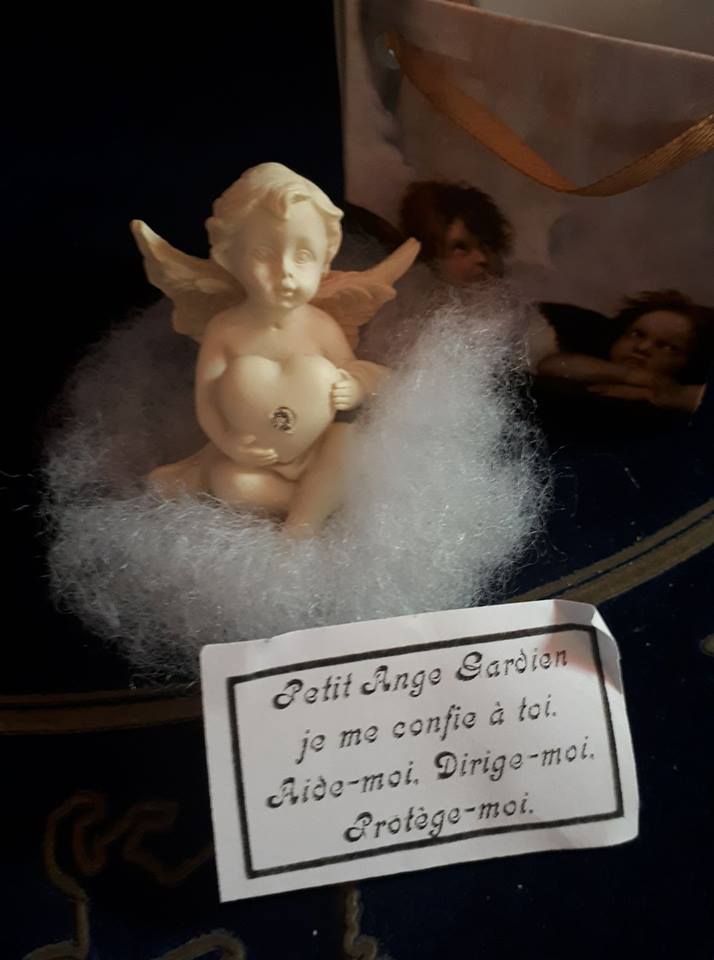 Petit Ange Gardien
je me confie à toi.
Aide-moi, Dirige-moi,
Protège-moi.